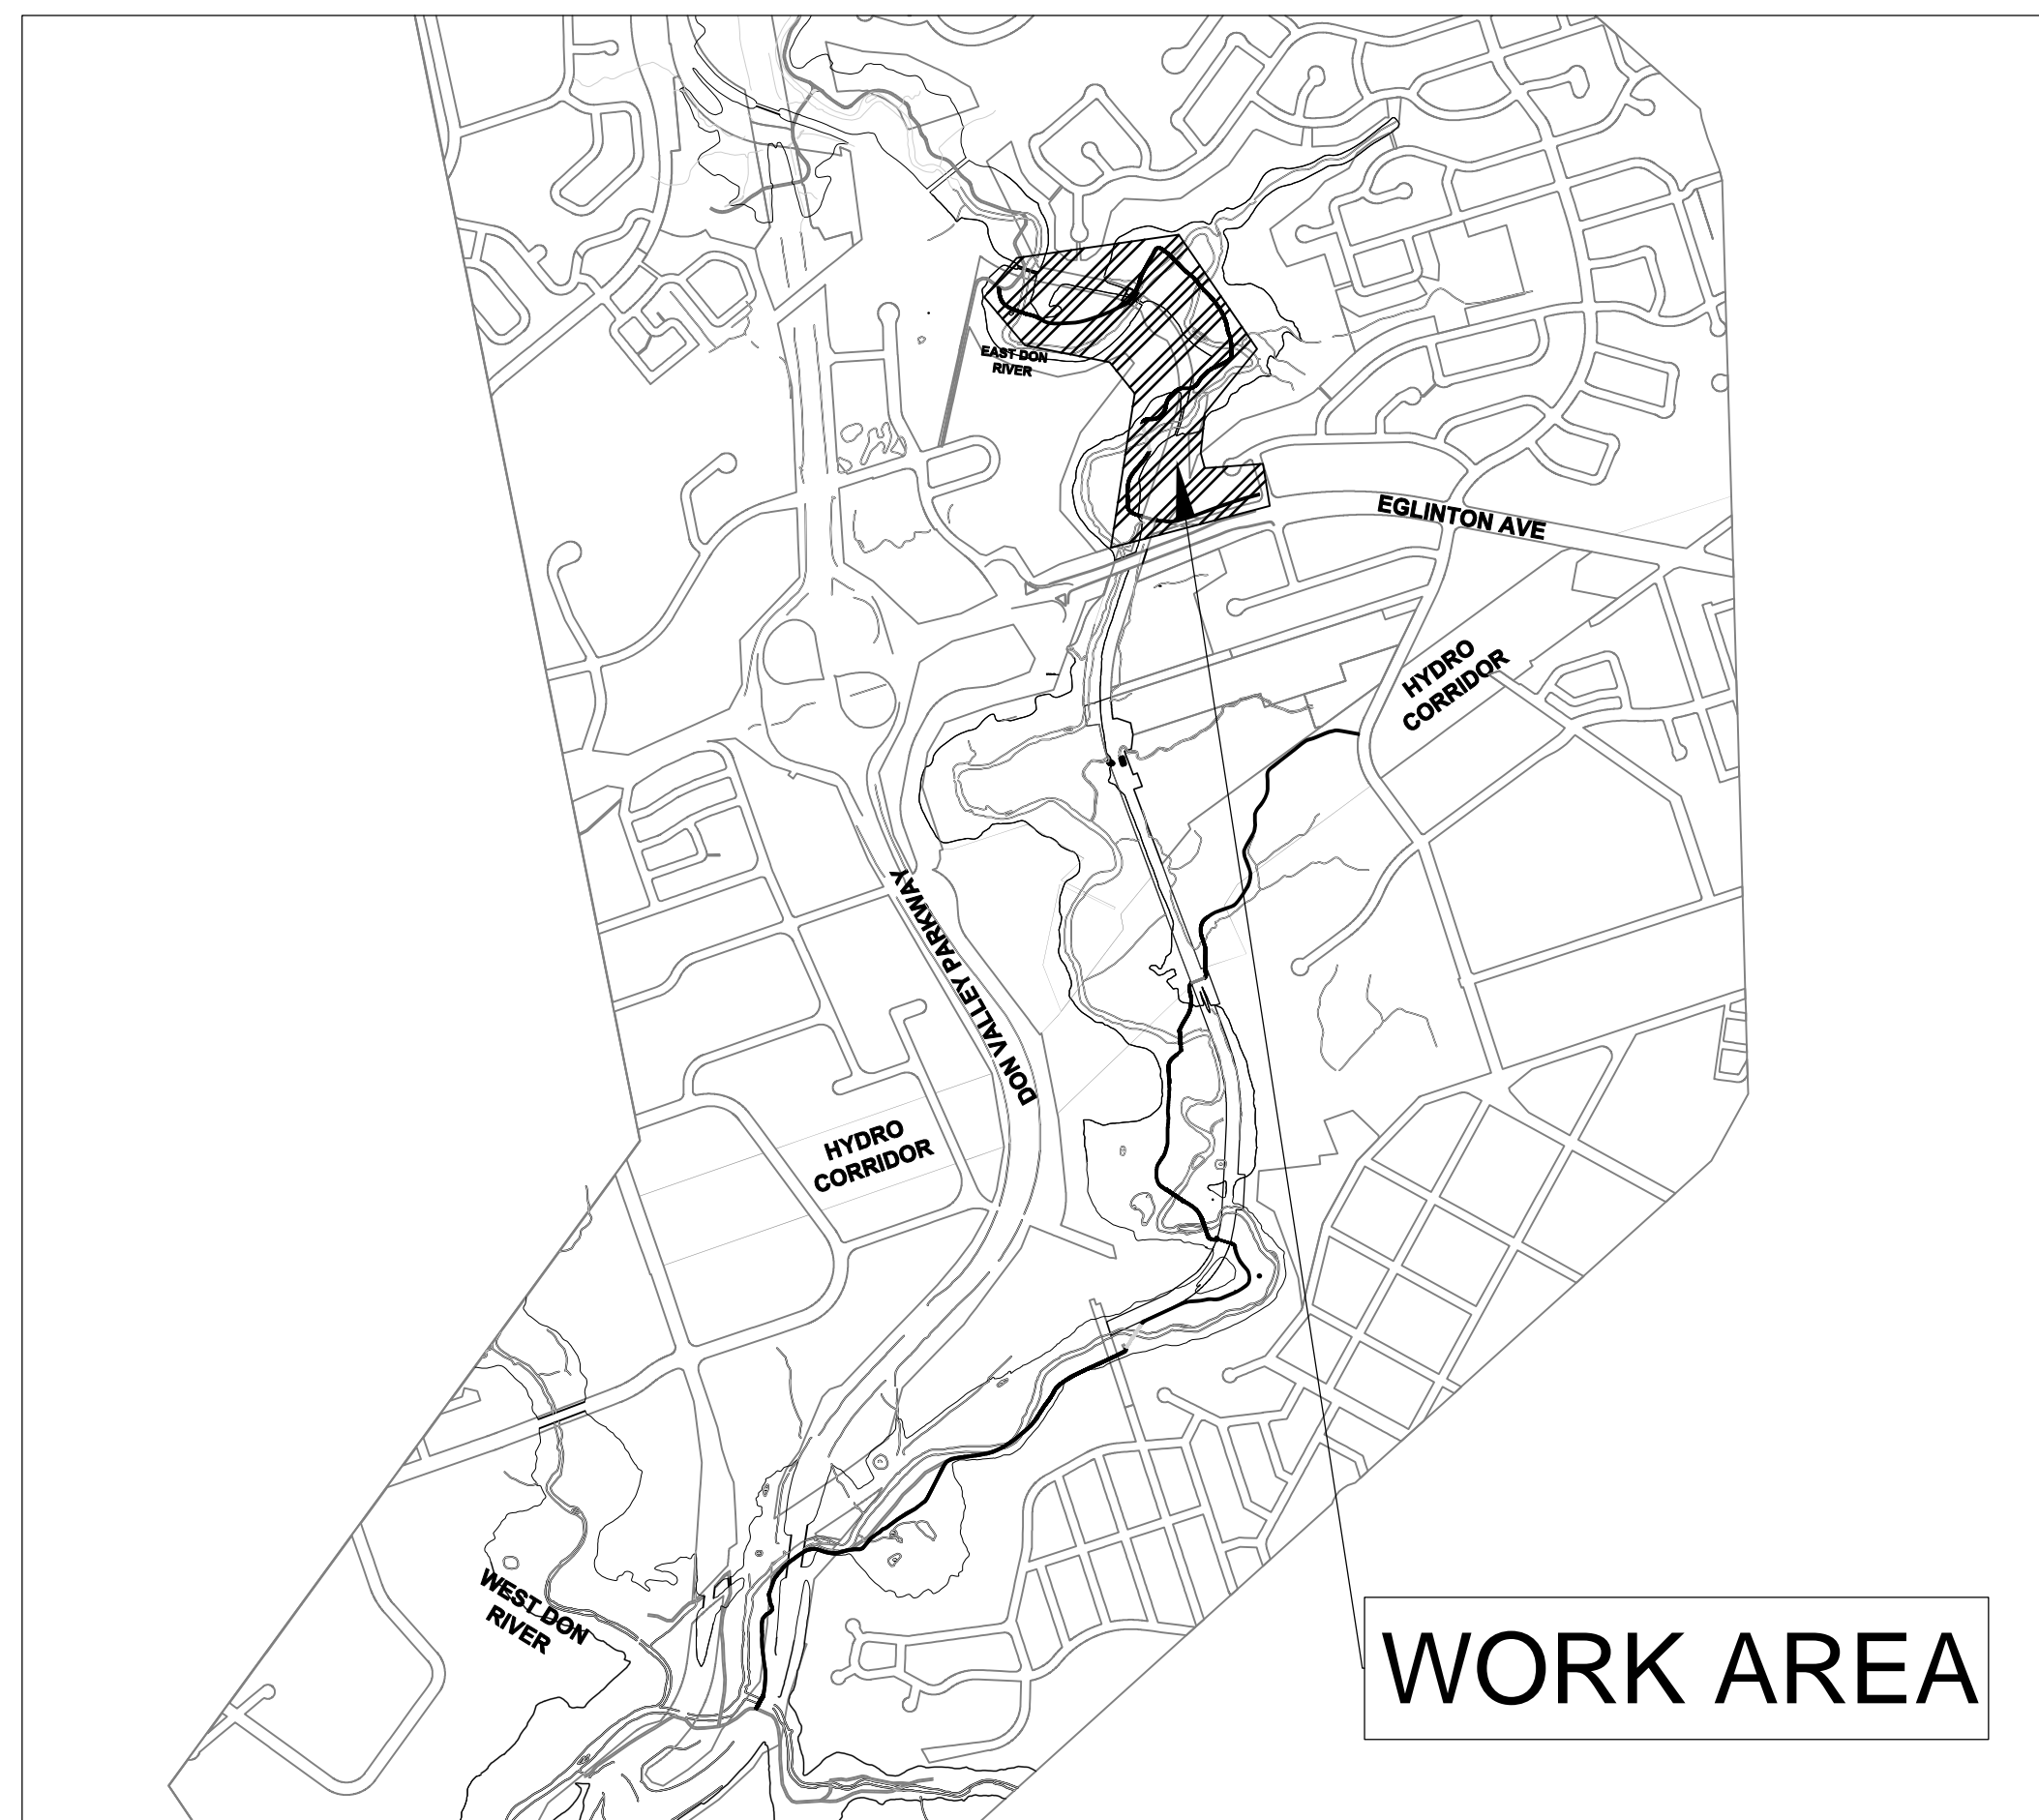 EAST DON
RIVER
EGLINTON AVE
HYDRO
CORRIDOR
DON VALLEY PARKWAY
HYDRO
CORRIDOR
WEST DON
RIVER
WORK AREA